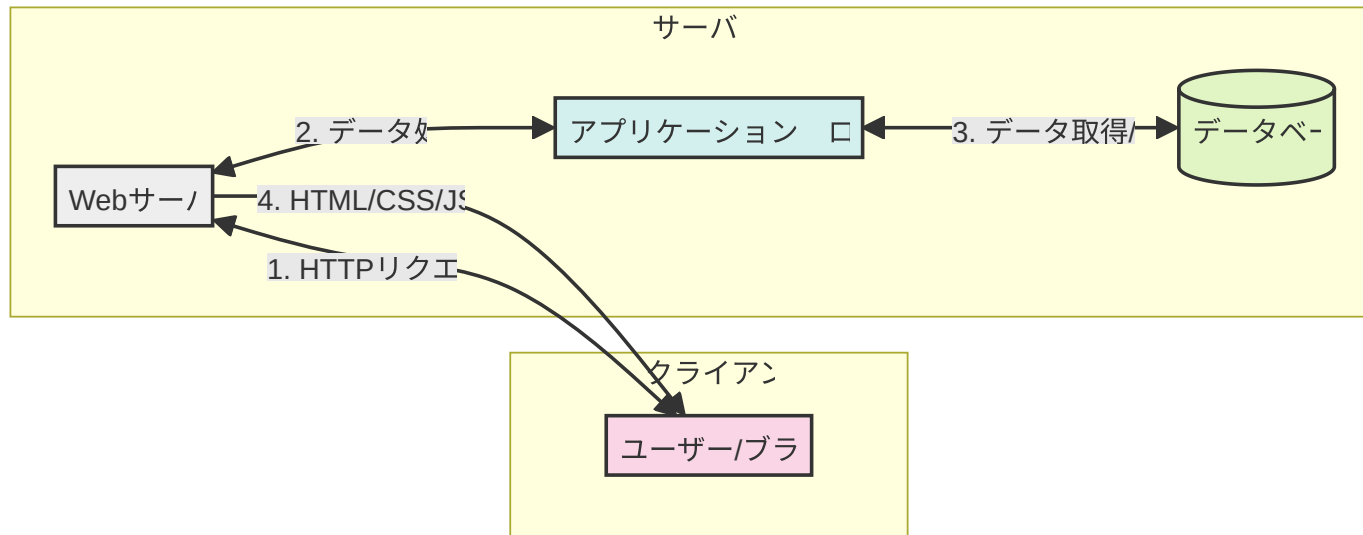 サーバ
2. データ
アプリケーション
3. データ取得/
データベー
Webサー
4. HTML/CSS/JS
1. HTTPリクエ
クライアン
ユーザー/ブラ